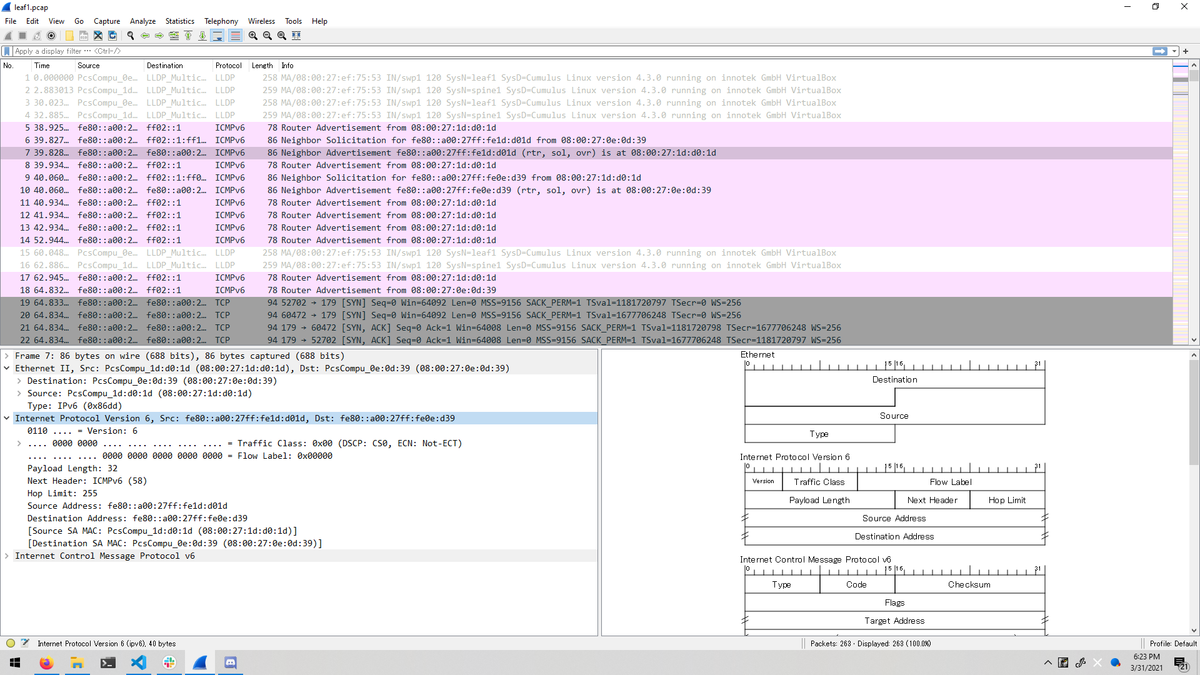 leaf1.pcap
File Edit View Go Capture Analyze Statistics Telephony Wireless Tools Help
Apply a display filter ··· <Ctrl-/>
No. Time Source Destination Protocol Length Info
1 0.000000 PcsCompu_0e… LLDP_Multic… LLDP 258 MA/08:00:27:ef:75:53 IN/swp1 120 SysN=leaf1 SysD=Cumulus Linux version 4.3.0 running on innotek GmbH VirtualBox
2 2.883013 PcsCompu_1d… LLDP_Multic… LLDP 259 MA/08:00:27:ef:75:53 IN/swp1 120 SysN=spine1 SysD=Cumulus Linux version 4.3.0 running on innotek GmbH VirtualBox
3 30.023… PcsCompu_0e… LLDP_Multic… LLDP 258 MA/08:00:27:ef:75:53 IN/swp1 120 SysN=leaf1 SysD=Cumulus Linux version 4.3.0 running on innotek GmbH VirtualBox
4 32.885… PcsCompu_1d… LLDP_Multic… LLDP 259 MA/08:00:27:ef:75:53 IN/swp1 120 SysN=spine1 SysD=Cumulus Linux version 4.3.0 running on innotek GmbH VirtualBox
5 38.925… fe80::a00:2… ff02::1 ICMPv6 78 Router Advertisement from 08:00:27:1d:d0:1d
6 39.827… fe80::a00:2… ff02::1:ff1… ICMPv6 86 Neighbor Solicitation for fe80::a00:27ff:fe1d:d01d from 08:00:27:0e:0d:39
7 39.828… fe80::a00:2… fe80::a00:2… ICMPv6 86 Neighbor Advertisement fe80::a00:27ff:fe1d:d01d (rtr, sol, ovr) is at 08:00:27:1d:d0:1d
8 39.934… fe80::a00:2… ff02::1 ICMPv6 78 Router Advertisement from 08:00:27:1d:d0:1d
9 40.060… fe80::a00:2… ff02::1:ff0… ICMPv6 86 Neighbor Solicitation for fe80::a00:27ff:fe0e:d39 from 08:00:27:1d:d0:1d
10 40.060… fe80::a00:2… fe80::a00:2… ICMPv6 86 Neighbor Advertisement fe80::a00:27ff:fe0e:d39 (rtr, sol, ovr) is at 08:00:27:0e:0d:39
11 40.934… fe80::a00:2… ff02::1 ICMPv6 78 Router Advertisement from 08:00:27:1d:d0:1d
12 41.934… fe80::a00:2… ff02::1 ICMPv6 78 Router Advertisement from 08:00:27:1d:d0:1d
13 42.934… fe80::a00:2… ff02::1 ICMPv6 78 Router Advertisement from 08:00:27:1d:d0:1d
14 52.944… fe80::a00:2… ff02::1 ICMPv6 78 Router Advertisement from 08:00:27:1d:d0:1d
15 60.048… PcsCompu_0e… LLDP_Multic… LLDP 258 MA/08:00:27:ef:75:53 IN/swp1 120 SysN=leaf1 SysD=Cumulus Linux version 4.3.0 running on innotek GmbH VirtualBox
16 62.886… PcsCompu_1d… LLDP_Multic… LLDP 259 MA/08:00:27:ef:75:53 IN/swp1 120 SysN=spine1 SysD=Cumulus Linux version 4.3.0 running on innotek GmbH VirtualBox
17 62.945… fe80::a00:2… ff02::1 ICMPv6 78 Router Advertisement from 08:00:27:1d:d0:1d
18 64.832… fe80::a00:2… ff02::1 ICMPv6 78 Router Advertisement from 08:00:27:0e:0d:39
19 64.833… fe80::a00:2… fe80::a00:2… TCP 94 52702 → 179 [SYN] Seq=0 Win=64092 Len=0 MSS=9156 SACK_PERM=1 TSval=1181720797 TSecr=0 WS=256
20 64.834… fe80::a00:2… fe80::a00:2… TCP 94 60472 → 179 [SYN] Seq=0 Win=64092 Len=0 MSS=9156 SACK_PERM=1 TSval=1677706248 TSecr=0 WS=256
21 64.834… fe80::a00:2… fe80::a00:2… TCP 94 179 → 60472 [SYN, ACK] Seq=0 Ack=1 Win=64008 Len=0 MSS=9156 SACK_PERM=1 TSval=1181720798 TSecr=1677706248 WS=256
22 64.834… fe80::a00:2… fe80::a00:2… TCP 94 179 → 52702 [SYN, ACK] Seq=0 Ack=1 Win=64008 Len=0 MSS=9156 SACK_PERM=1 TSval=1677706248 TSecr=1181720797 WS=256
Frame 7: 86 bytes on wire (688 bits), 86 bytes captured (688 bits)
Ethernet II, Src: PcsCompu_1d:d0:1d (08:00:27:1d:d0:1d), Dst: PcsCompu_0e:0d:39 (08:00:27:0e:0d:39)
Destination: PcsCompu_0e:0d:39 (08:00:27:0e:0d:39)
Source: PcsCompu_1d:d0:1d (08:00:27:1d:d0:1d)
Type: IPv6 (0x86dd)
Internet Protocol Version 6, Src: fe80::a00:27ff:fe1d:d01d, Dst: fe80::a00:27ff:fe0e:d39
0110 .... = Version: 6
.... 0000 0000 .... .... .... .... .... = Traffic Class: 0x00 (DSCP: CS0, ECN: Not-ECT)
.... .... .... 0000 0000 0000 0000 0000 = Flow Label: 0x00000
Payload Length: 32
Next Header: ICMPv6 (58)
Hop Limit: 255
Source Address: fe80::a00:27ff:fe1d:d01d
Destination Address: fe80::a00:27ff:fe0e:d39
[Source SA MAC: PcsCompu_1d:d0:1d (08:00:27:1d:d0:1d)]
[Destination SA MAC: PcsCompu_0e:0d:39 (08:00:27:0e:0d:39)]
Internet Control Message Protocol v6
Ethernet
0 15 16 31
Destination
Source
Type
Internet Protocol Version 6
0 15 16 31
Version Traffic Class Flow Label
Payload Length Next Header Hop Limit
Source Address
Destination Address
Internet Control Message Protocol v6
0 15 16 31
Type Code Checksum
Flags
Target Address
Internet Protocol Version 6 (ipv6), 40 bytes
Packets: 263 · Displayed: 263 (100.0%)
Profile: Default
6:23 PM
3/31/2021
21